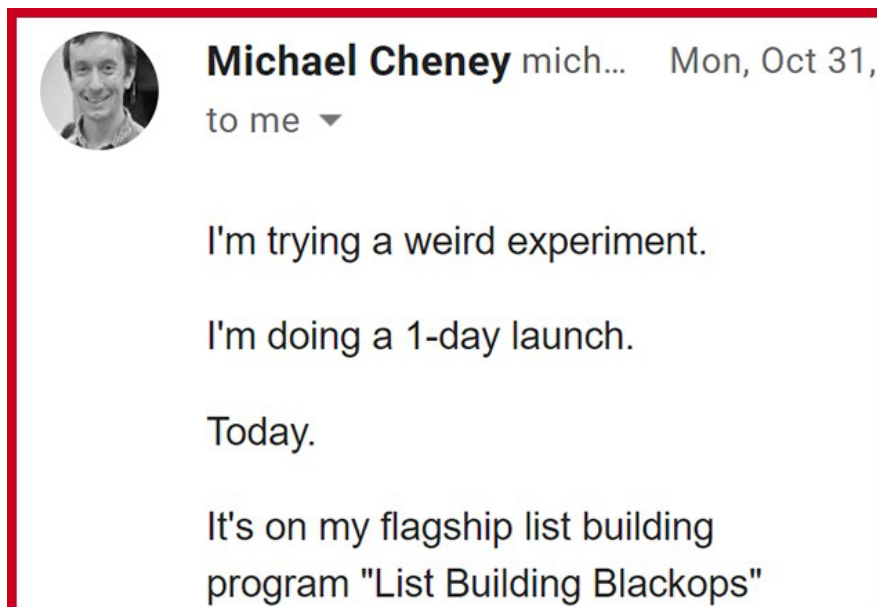 Michael Cheney mich... Mon, Oct 31,
to me
I'm trying a weird experiment.
I'm doing a 1-day launch.
Today.
It's on my flagship list building
program "List Building Blackops"